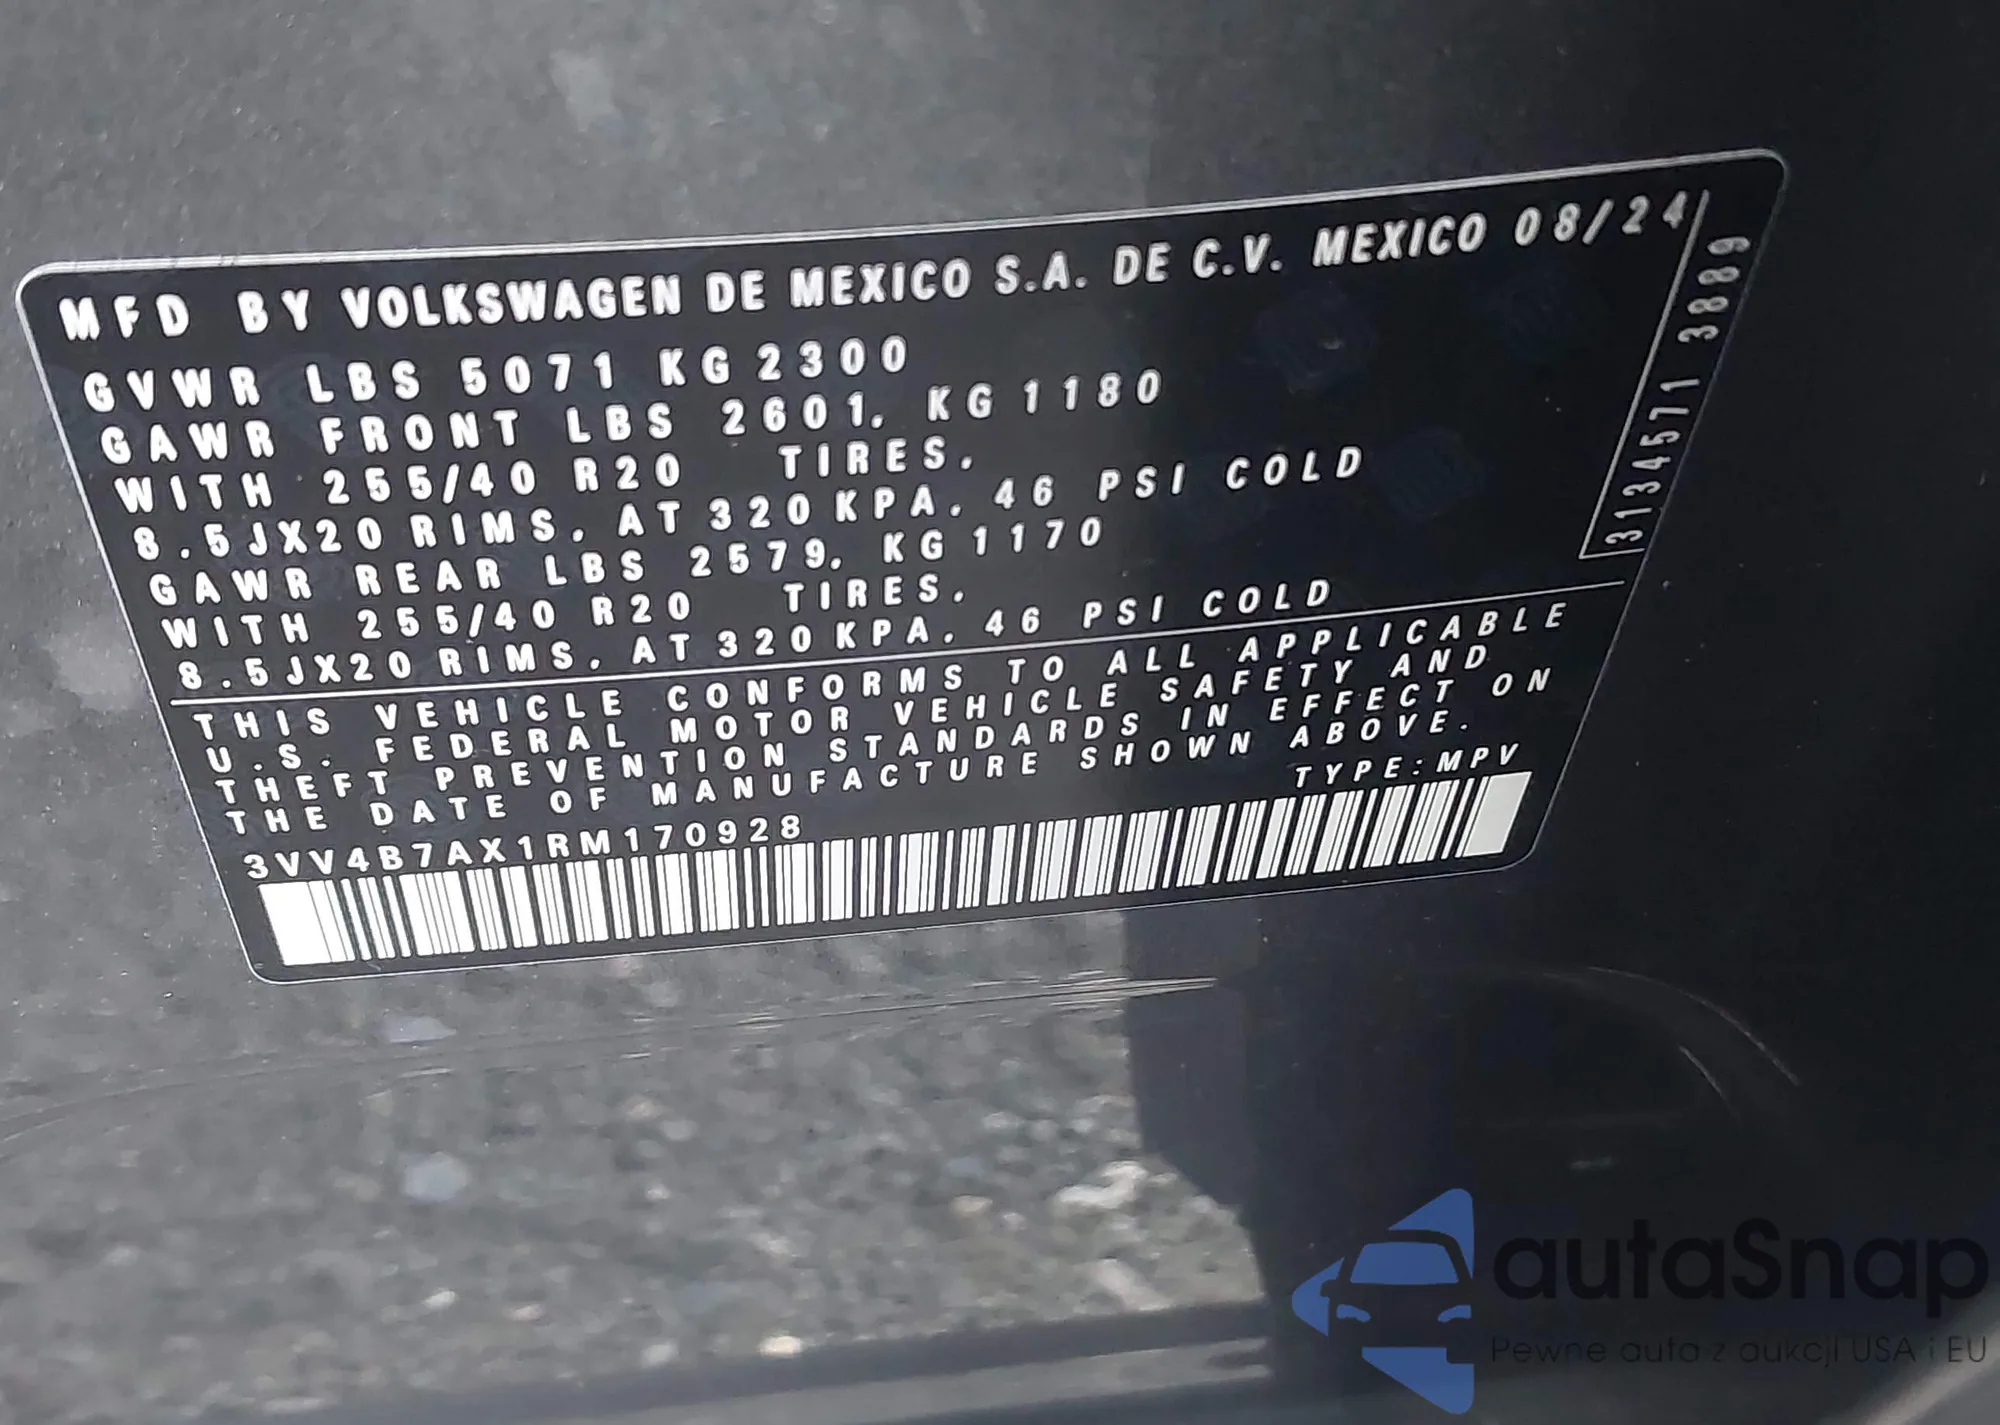 MFD BY VOLKSWAGEN DE MEXICO S.A. DE C.V. MEXICO 08/24
GVWR LBS 5071 KG 2300
GAWR FRONT LBS 2601. KG 1180
WITH 255/40 R20 TIRES.
8.5JX20 RIMS. AT 320 KPA. 46 PSI COLD
GAWR REAR LBS 2579. KG 1170
WITH 255/40 R20 TIRES.
8.5JX20 RIMS. AT 320 KPA. 46 PSI COLD
3134571 3889
THIS VEHICLE CONFORMS TO ALL APPLICABLE
U.S. FEDERAL MOTOR VEHICLE SAFETY AND
THEFT PREVENTION STANDARDS IN EFFECT ON
THE DATE OF MANUFACTURE SHOWN ABOVE.
TYPE:MPV
3VV4B7AX1RM170928
autaSnap
Pewne auta z aukcji USA i EU